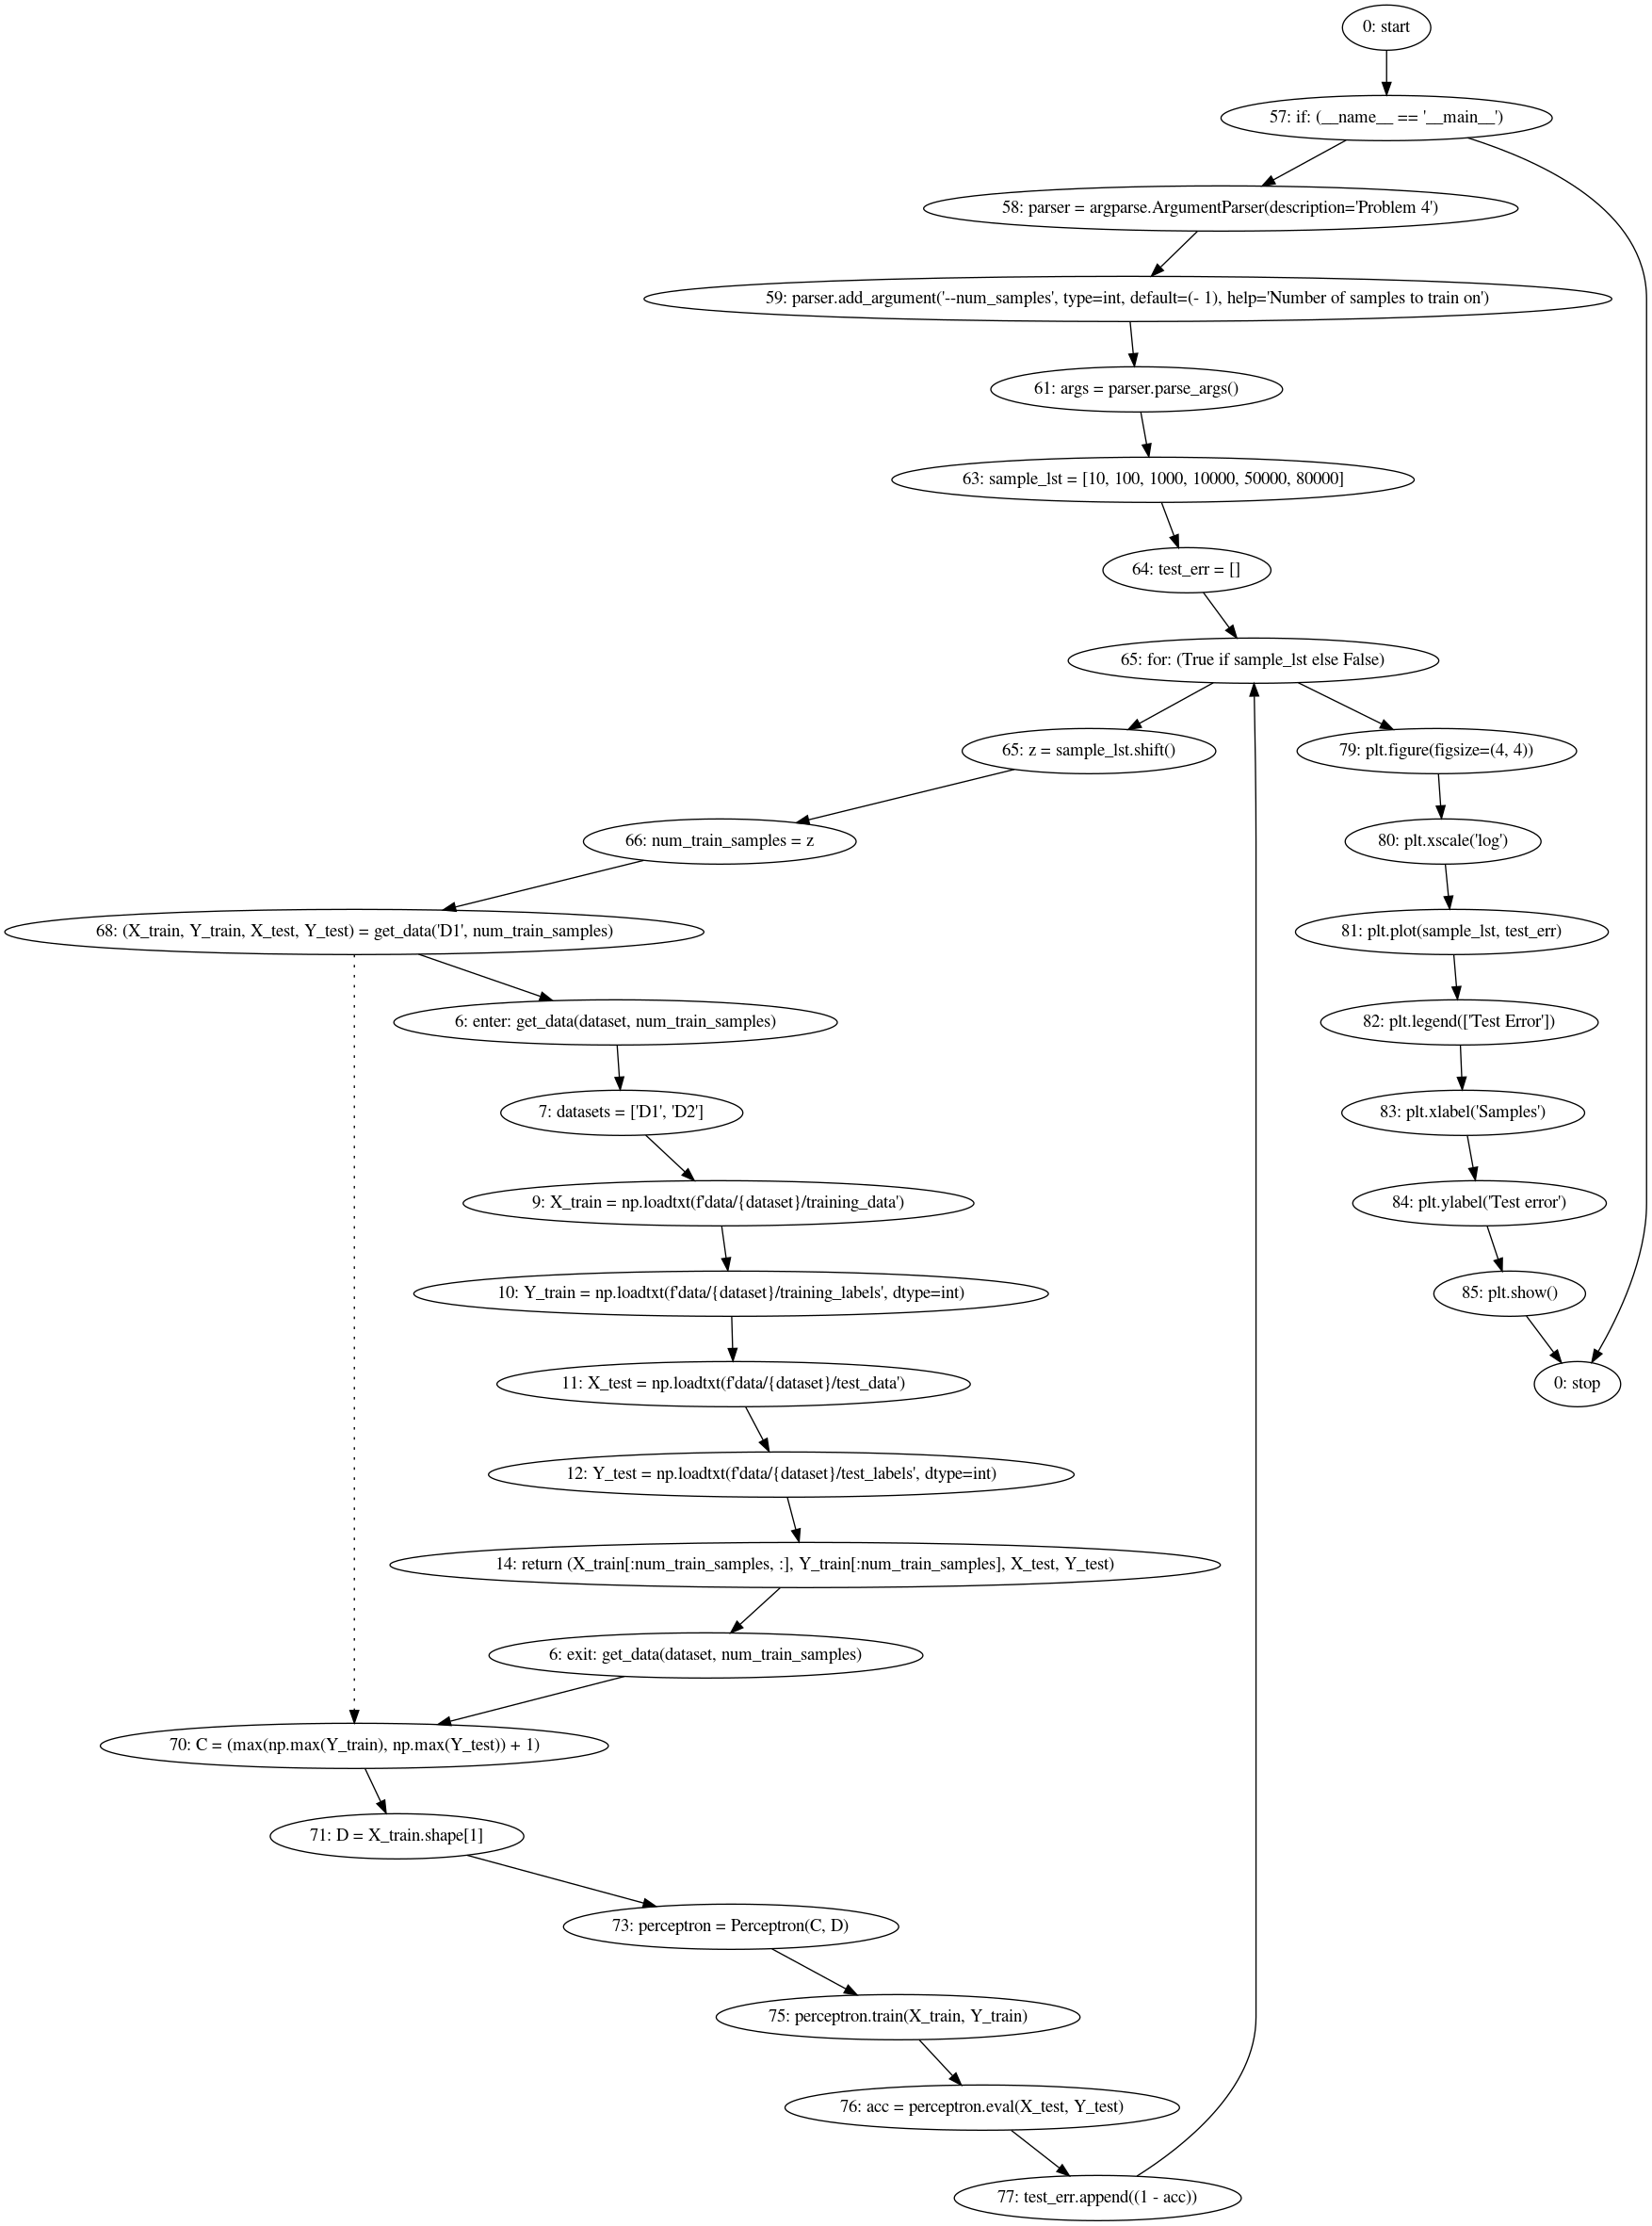 0: start
57: if: (__name__ == '__main__')
58: parser = argparse.ArgumentParser(description='Problem 4')
59: parser.add_argument('--num_samples', type=int, default=(- 1), help='Number of samples to train on')
61: args = parser.parse_args()
63: sample_lst = [10, 100, 1000, 10000, 50000, 80000]
64: test_err = []
65: for: (True if sample_lst else False)
65: z = sample_lst.shift()
79: plt.figure(figsize=(4, 4))
66: num_train_samples = z
80: plt.xscale('log')
68: (X_train, Y_train, X_test, Y_test) = get_data('D1', num_train_samples)
81: plt.plot(sample_lst, test_err)
6: enter: get_data(dataset, num_train_samples)
82: plt.legend(['Test Error'])
7: datasets = ['D1', 'D2']
83: plt.xlabel('Samples')
9: X_train = np.loadtxt(f'data/{dataset}/training_data')
84: plt.ylabel('Test error')
10: Y_train = np.loadtxt(f'data/{dataset}/training_labels', dtype=int)
85: plt.show()
11: X_test = np.loadtxt(f'data/{dataset}/test_data')
0: stop
12: Y_test = np.loadtxt(f'data/{dataset}/test_labels', dtype=int)
14: return (X_train[:num_train_samples, :], Y_train[:num_train_samples], X_test, Y_test)
6: exit: get_data(dataset, num_train_samples)
70: C = (max(np.max(Y_train), np.max(Y_test)) + 1)
71: D = X_train.shape[1]
73: perceptron = Perceptron(C, D)
75: perceptron.train(X_train, Y_train)
76: acc = perceptron.eval(X_test, Y_test)
77: test_err.append((1 - acc))